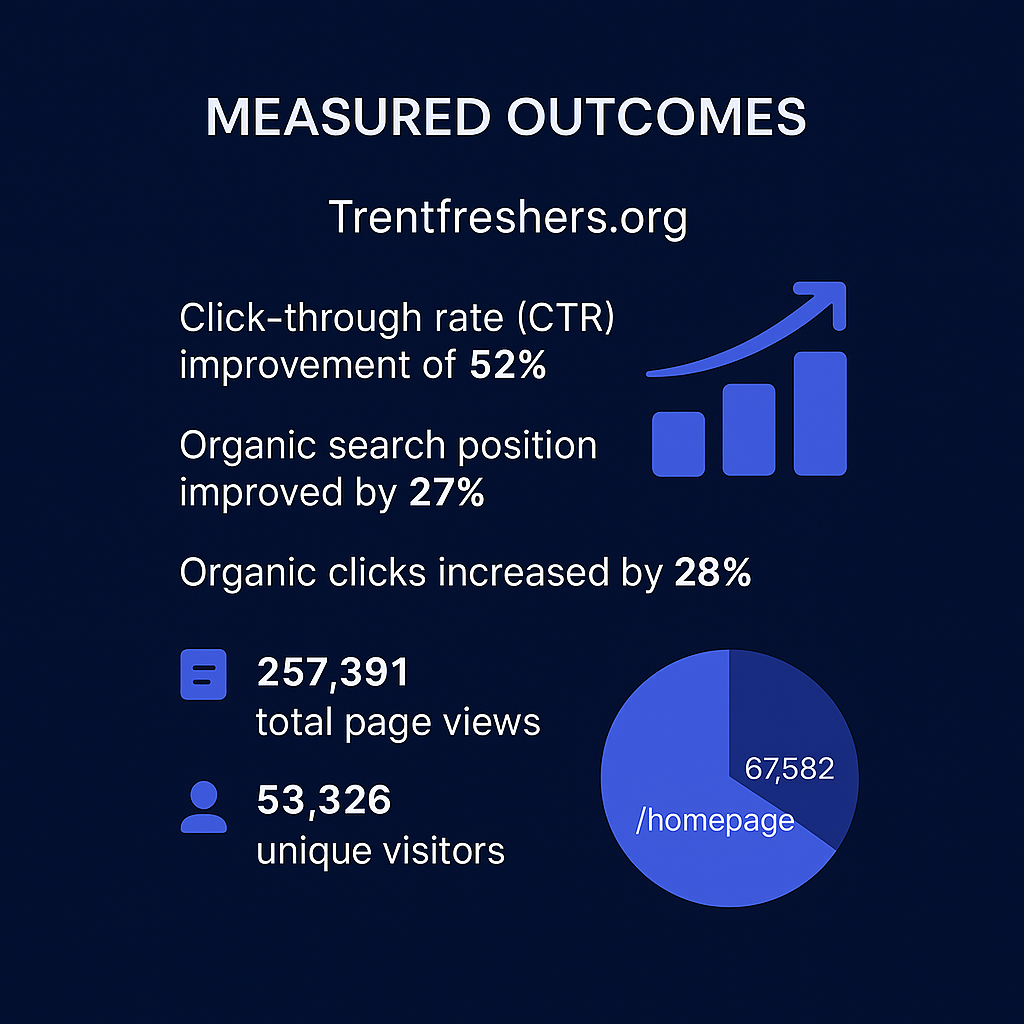 MEASURED OUTCOMES
Trentfreshers.org
Click-through rate (CTR)
improvement of 52%
Organic search position
improved by 27%
Organic clicks increased by 28%
257,391
total page views
53,326
unique visitors
67,582
/homepage